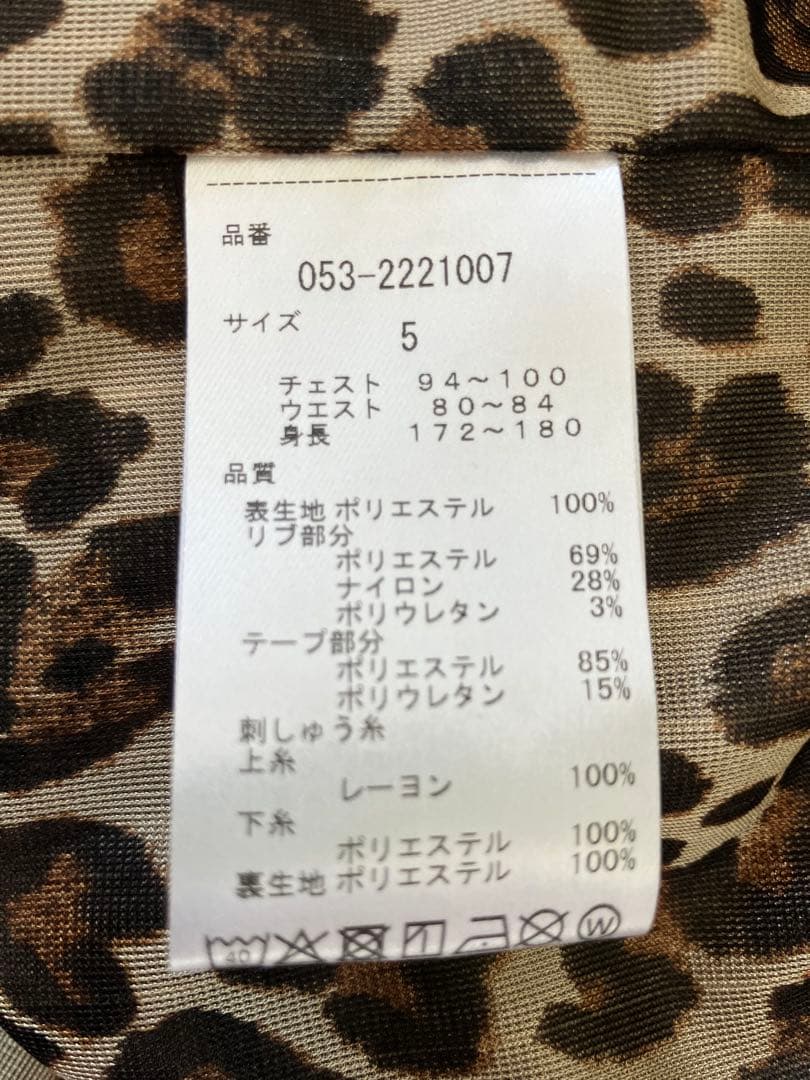 品番
053-2221007
サイズ
5
チェスト 94～100
ウエスト 80～84
身長 172～180
品質
表生地 ポリエステル 100%
リブ部分
ポリエステル 69%
ナイロン 28%
ポリウレタン 3%
テープ部分
ポリエステル 85%
ポリウレタン 15%
刺しゅう糸
上糸
レーヨン 100%
下糸
ポリエステル 100%
裏生地 ポリエステル 100%
40 W